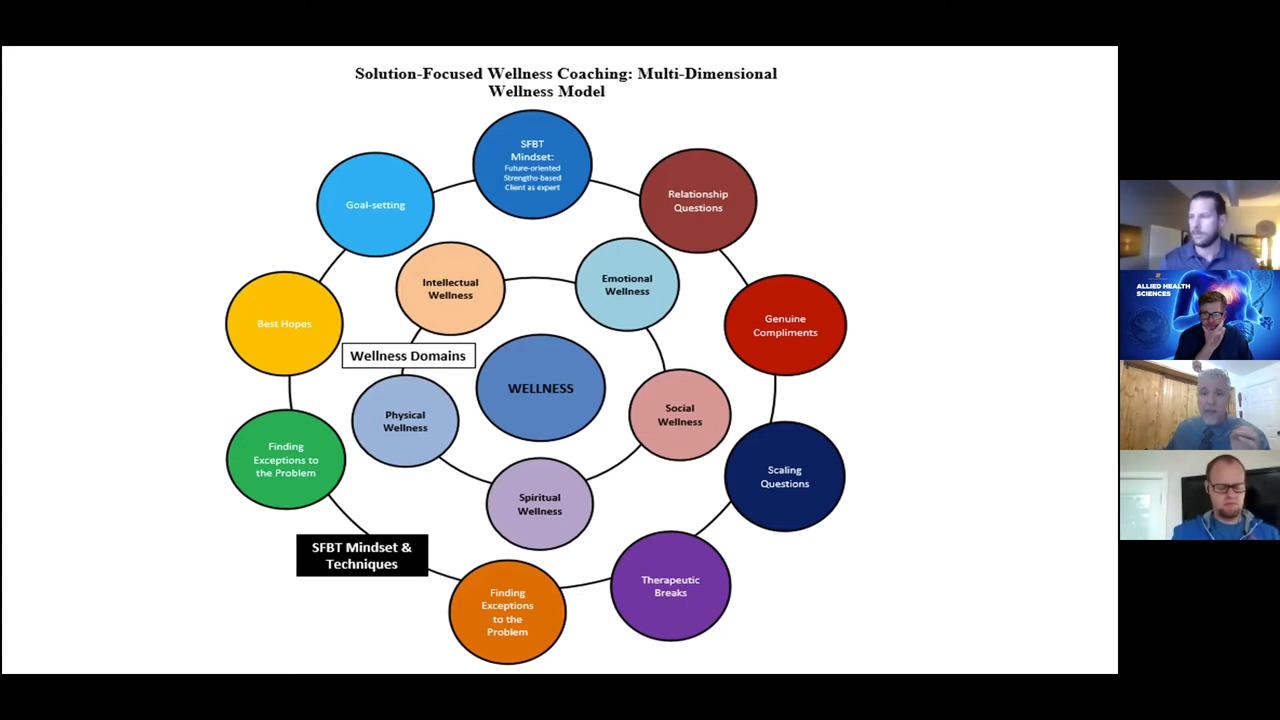 Solution-Focused Wellness Coaching: Multi-Dimensional
Wellness Model
SFBT
Mindset:
Future-oriented
Strengths-based
Client as expert
Goal-setting
Relationship
Questions
Intellectual
Wellness
Emotional
Wellness
Best Hopes
Genuine
Compliments
Wellness Domains
WELLNESS
Physical
Wellness
Social
Wellness
Finding
Exceptions to
the Problem
Scaling
Questions
Spiritual
Wellness
SFBT Mindset &
Techniques
Therapeutic
Breaks
Finding
Exceptions
to the
Problem
ALLIED HEALTH
SCIENCES